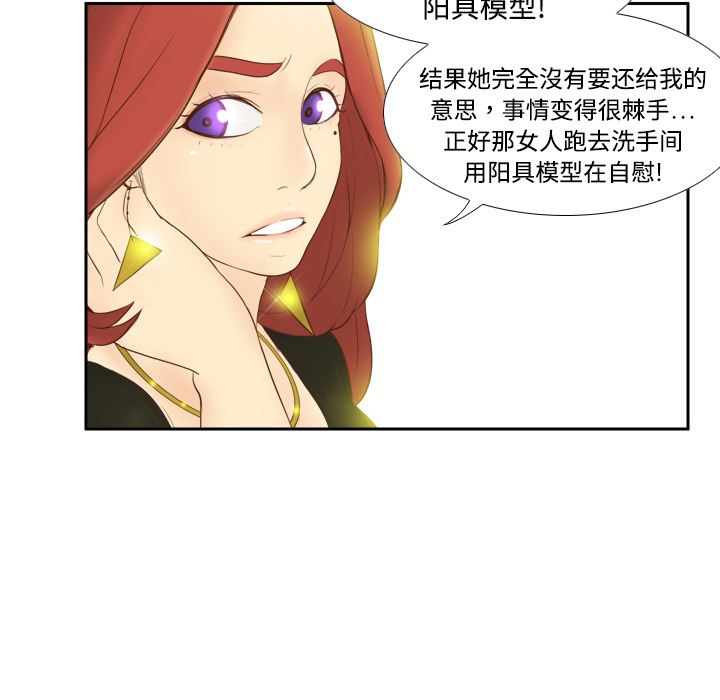 阳具模型!
结果她完全沒有要还给我的
意思，事情变得很棘手...
正好那女人跑去洗手间
用阳具模型在自慰!